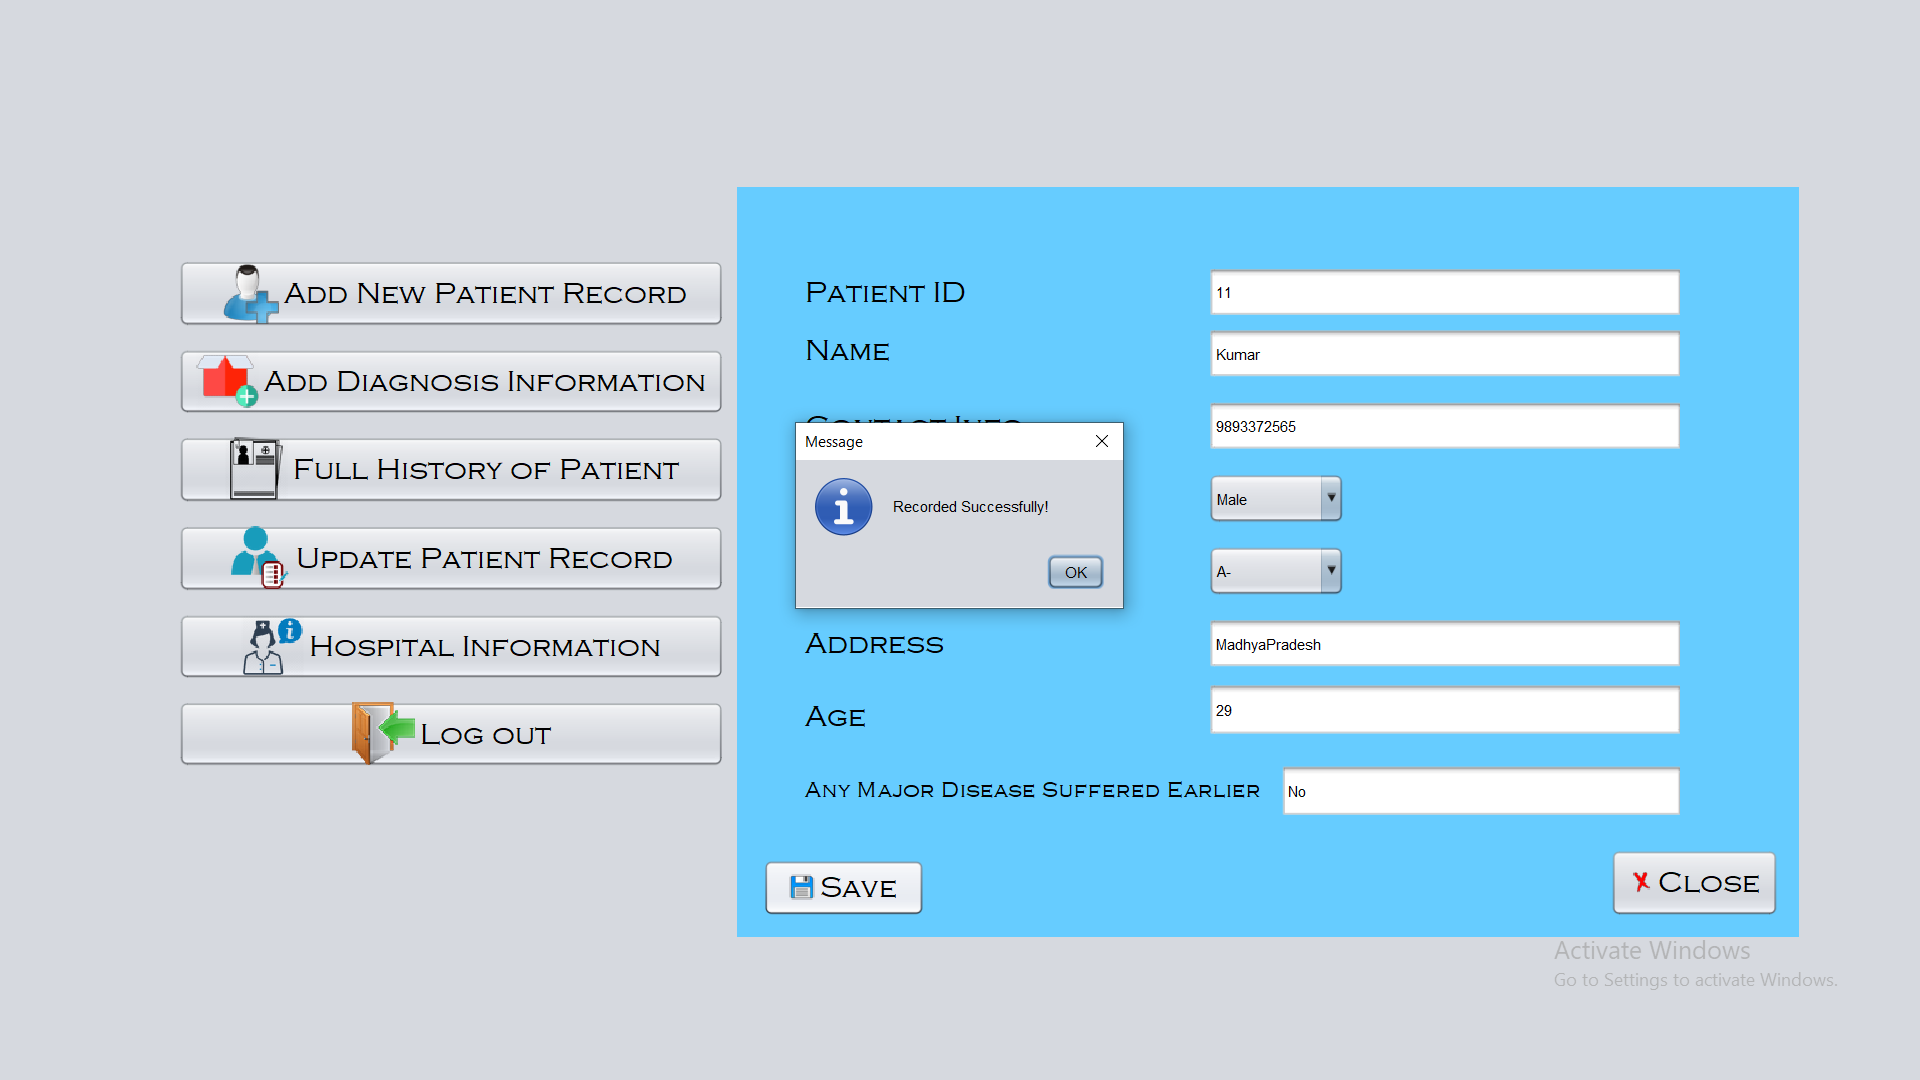 Add New Patient Record
Add Diagnosis Information
Full History of Patient
Update Patient Record
Hospital Information
Log out
Patient ID 11
Name Kumar
Contact Info 9893372565
Message
Recorded Successfully!
OK
Male
A-
Address MadhyaPradesh
Age 29
Any Major Disease Suffered Earlier No
Save
Close
Activate Windows
Go to Settings to activate Windows.